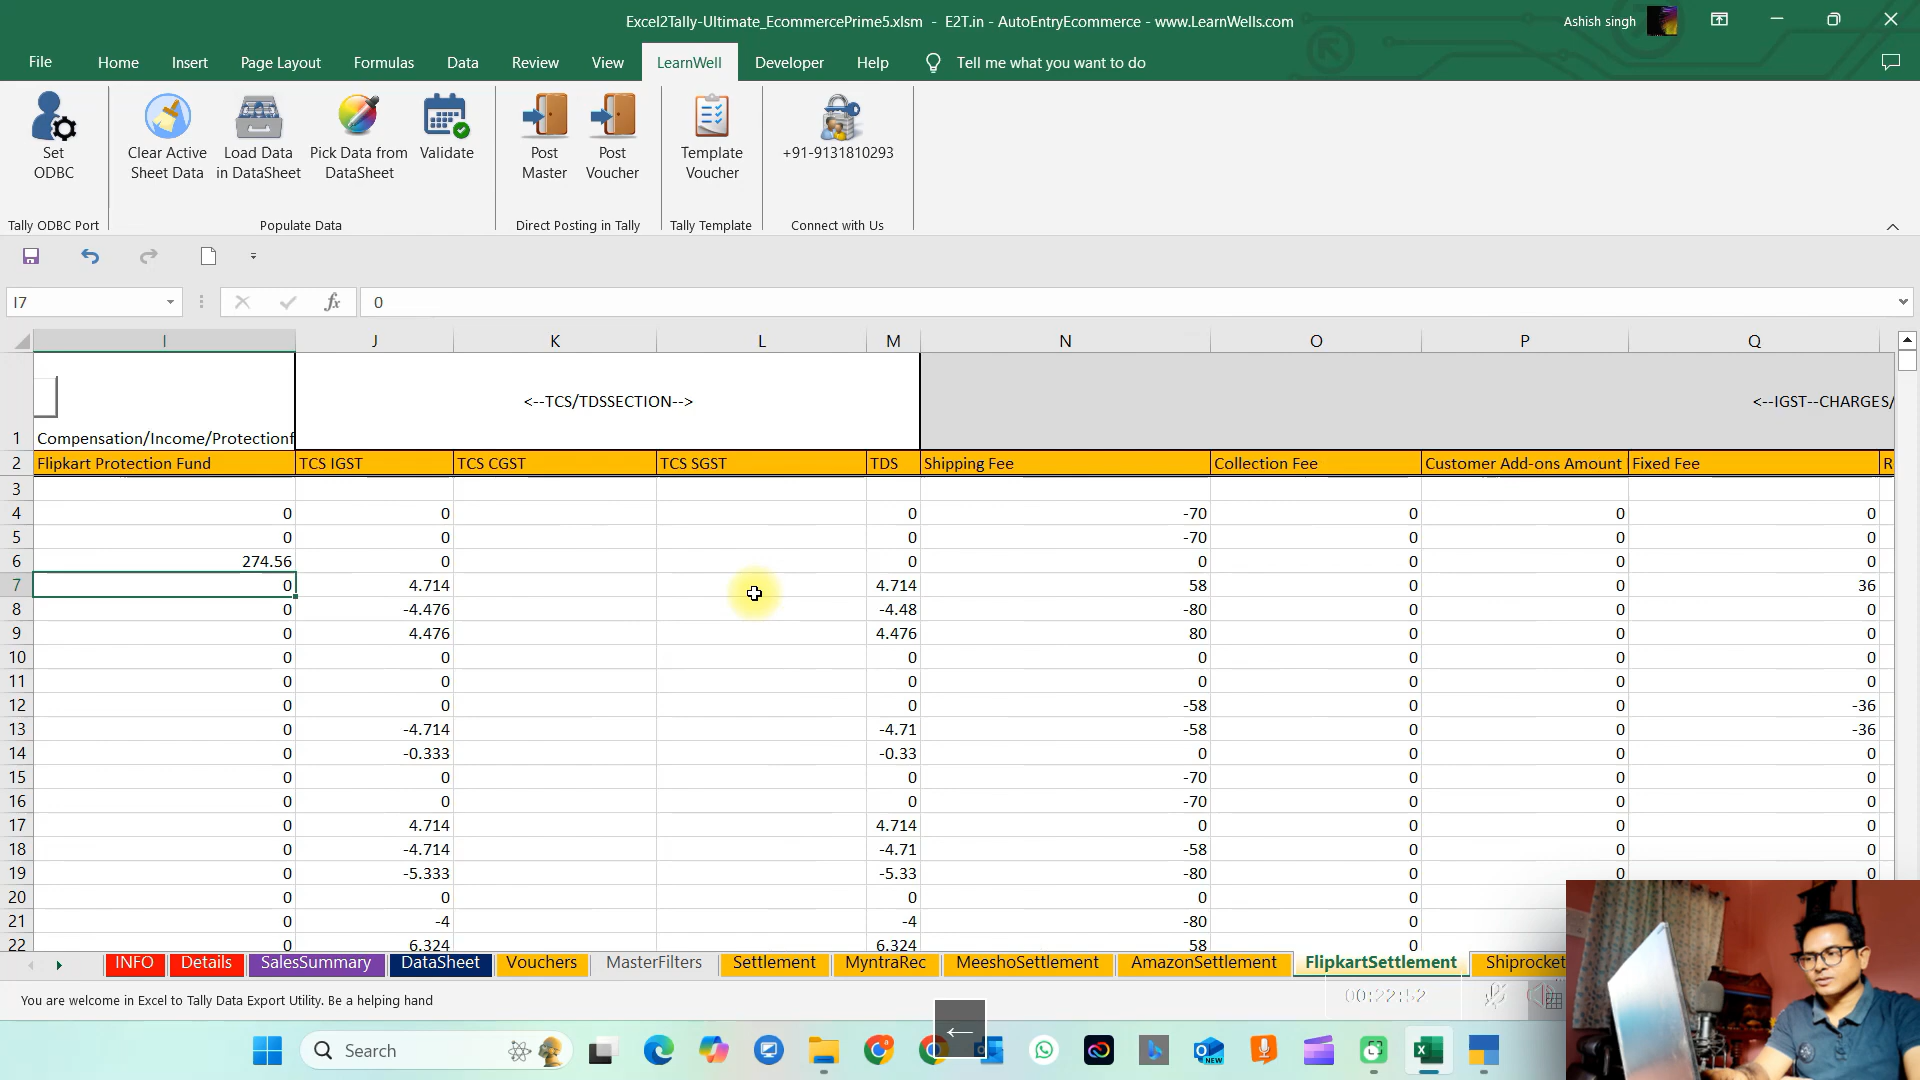 Excel2Tally-Ultimate_EcommercePrime5.xlsm - E2T.in - AutoEntryEcommerce - www.LearnWells.com
Ashish singh
File Home Insert Page Layout Formulas Data Review View LearnWell Developer Help Tell me what you want to do
Set ODBC
Clear Active Sheet Data
Load Data in DataSheet
Pick Data from DataSheet
Validate
Post Master
Post Voucher
Template Voucher
+91-9131810293
Tally ODBC Port Populate Data Direct Posting in Tally Tally Template Connect with Us
I7 fx 0
I J K L M N O P Q
<--TCS/TDSSECTION-->
<--IGST--CHARGES/
1 Compensation/Income/Protectionf
2 Flipkart Protection Fund TCS IGST TCS CGST TCS SGST TDS Shipping Fee Collection Fee Customer Add-ons Amount Fixed Fee R
3
4 0 0 0 -70 0 0 0
5 0 0 0 -70 0 0 0
6 274.56 0 0 0 0 0 0
7 0 4.714 4.714 58 0 0 36
8 0 -4.476 -4.48 -80 0 0 0
9 0 4.476 4.476 80 0 0 0
10 0 0 0 0 0 0 0
11 0 0 0 0 0 0 0
12 0 0 0 -58 0 0 -36
13 0 -4.714 -4.71 -58 0 0 -36
14 0 -0.333 -0.33 0 0 0 0
15 0 0 0 -70 0 0 0
16 0 0 0 -70 0 0 0
17 0 4.714 4.714 0 0 0 0
18 0 -4.714 -4.71 -58 0 0 0
19 0 -5.333 -5.33 -80 0 0 0
20 0 0 0 0 0
21 0 -4 -4 -80 0
22 0 6.324 6.324 58 0
INFO Details SalesSummary DataSheet Vouchers MasterFilters Settlement MyntraRec MeeshoSettlement AmazonSettlement FlipkartSettlement Shiprocket
You are welcome in Excel to Tally Data Export Utility. Be a helping hand
00:22:52
Search
NEW